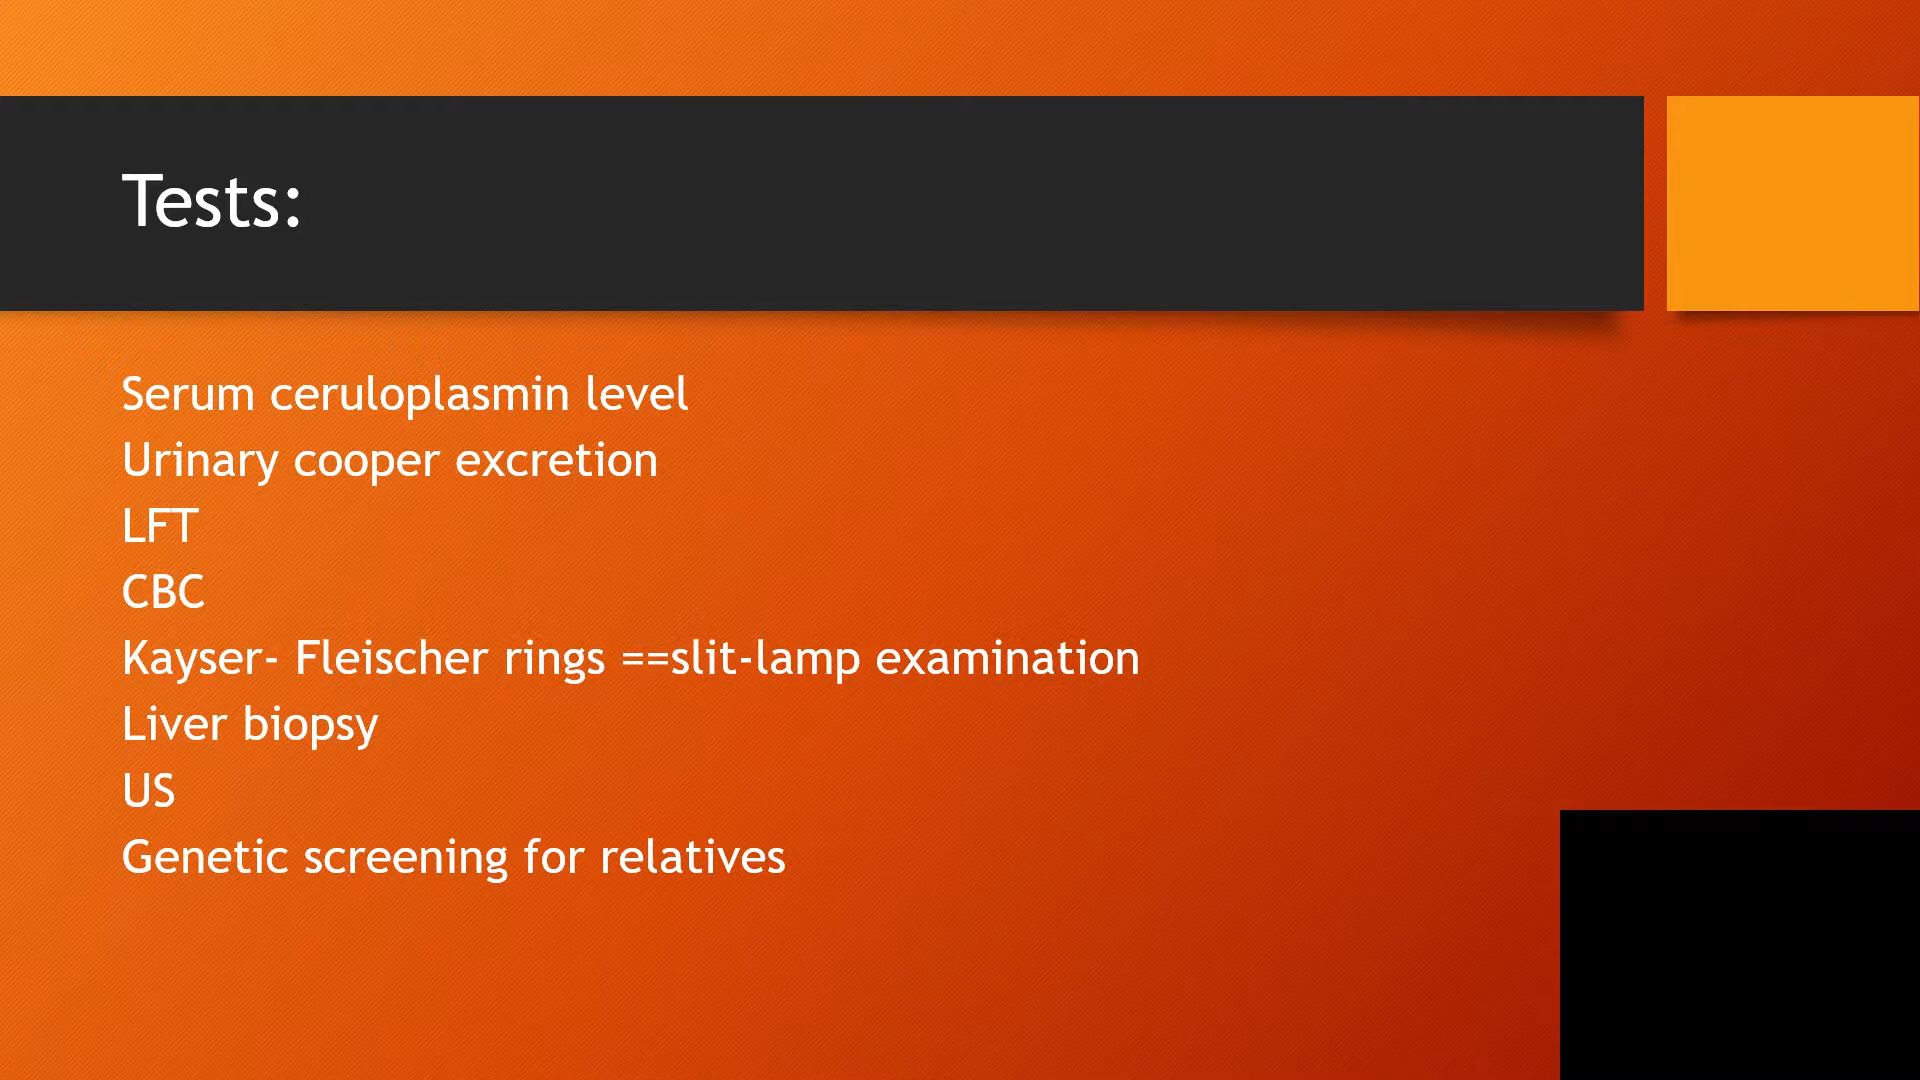 Tests:
Serum ceruloplasmin level
Urinary cooper excretion
LFT
CBC
Kayser- Fleischer rings ==slit-lamp examination
Liver biopsy
US
Genetic screening for relatives